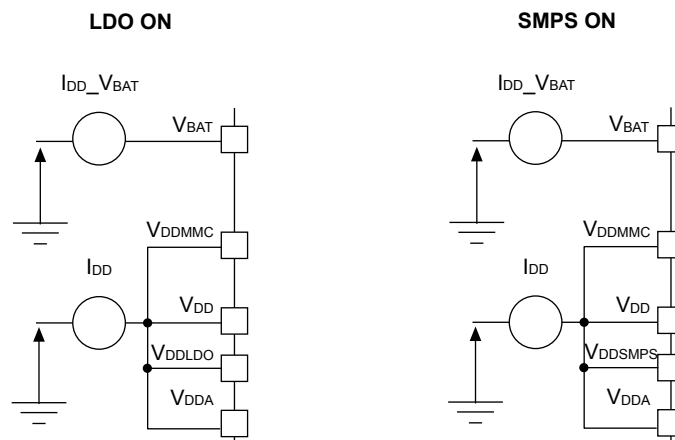 LDO ON
SMPS ON
IDD_VBAT
VBAT
IDD_VBAT
VBAT
VDDMMC
VDDMMC
IDD
VDD
IDD
VDD
VDDLDO
VDDSMPS
VDDA
VDDA